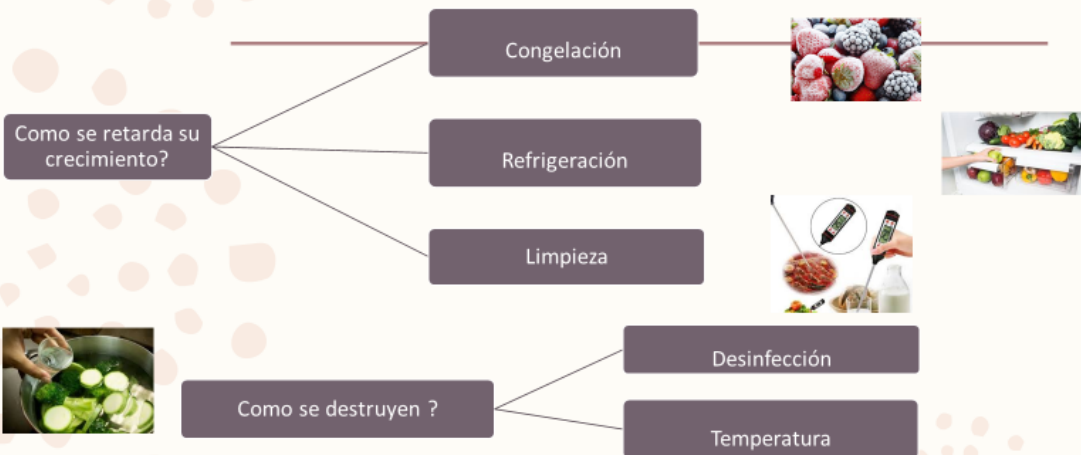 Congelación
Como se retarda su
crecimiento?
Refrigeración
Limpieza
Desinfección
Como se destruyen ?
Temperatura